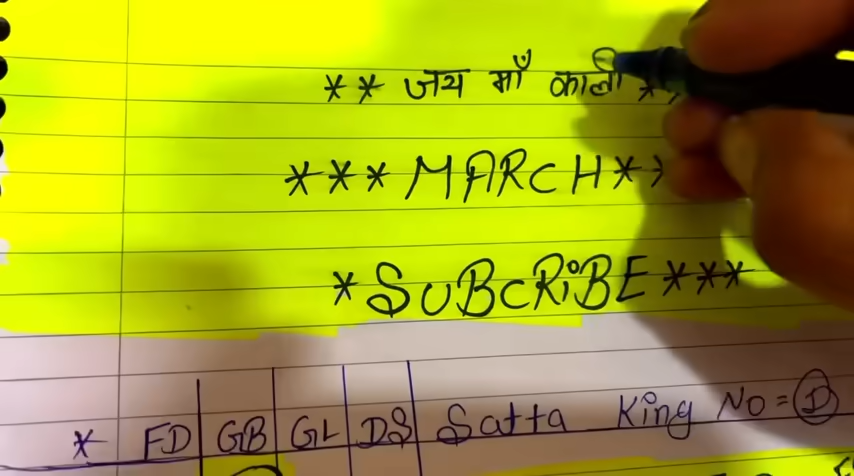 ** जय माँ काली *
***MARCH*
*SUBCRIBE***
* FD GB GL DS Satta King No=D